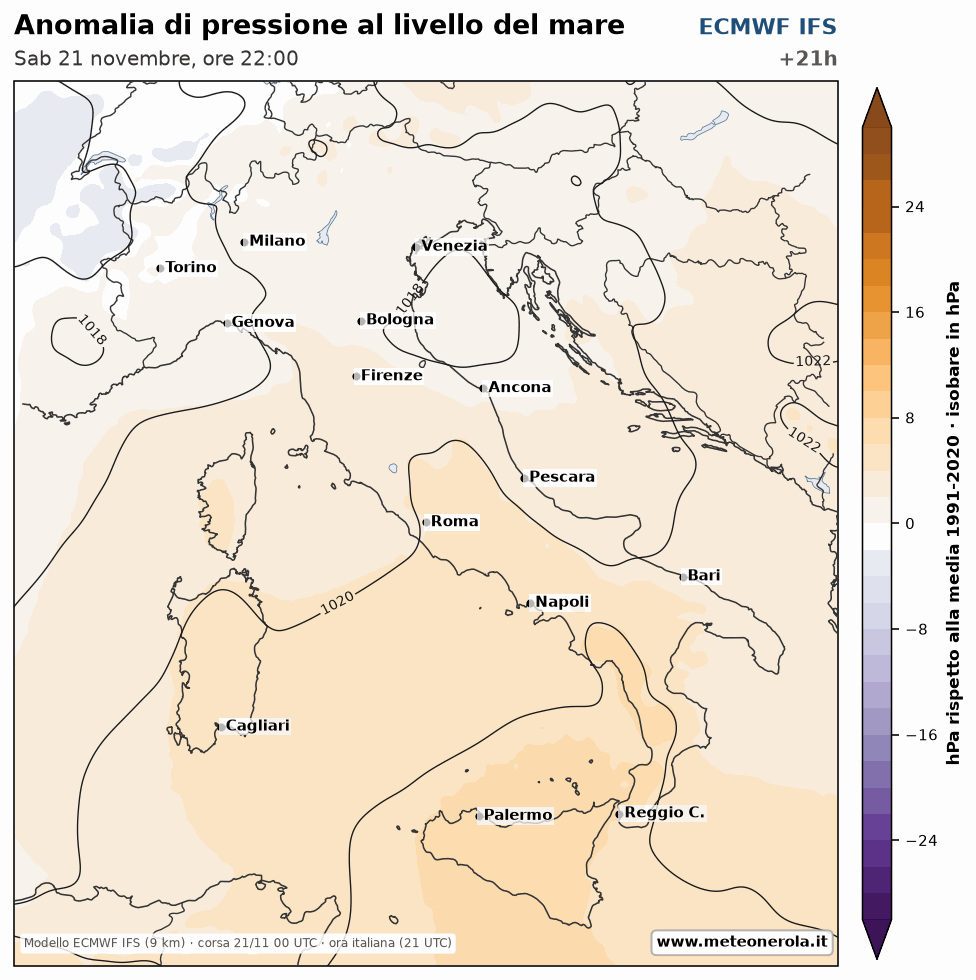 Anomalia di pressione al livello del mare
ECMWF IFS
Sab 21 novembre, ore 22:00
+21h
Milano
Venezia
Torino
1018
Genova
Bologna
1018
Firenze
Ancona
1022
1022
Pescara
Roma
Bari
1020
Napoli
Cagliari
Palermo
Reggio C.
24
16
8
0
−8
−16
−24
hPa rispetto alla media 1991-2020 · isobare in hPa
Modello ECMWF IFS (9 km) · corsa 21/11 00 UTC · ora italiana (21 UTC)
www.meteonerola.it